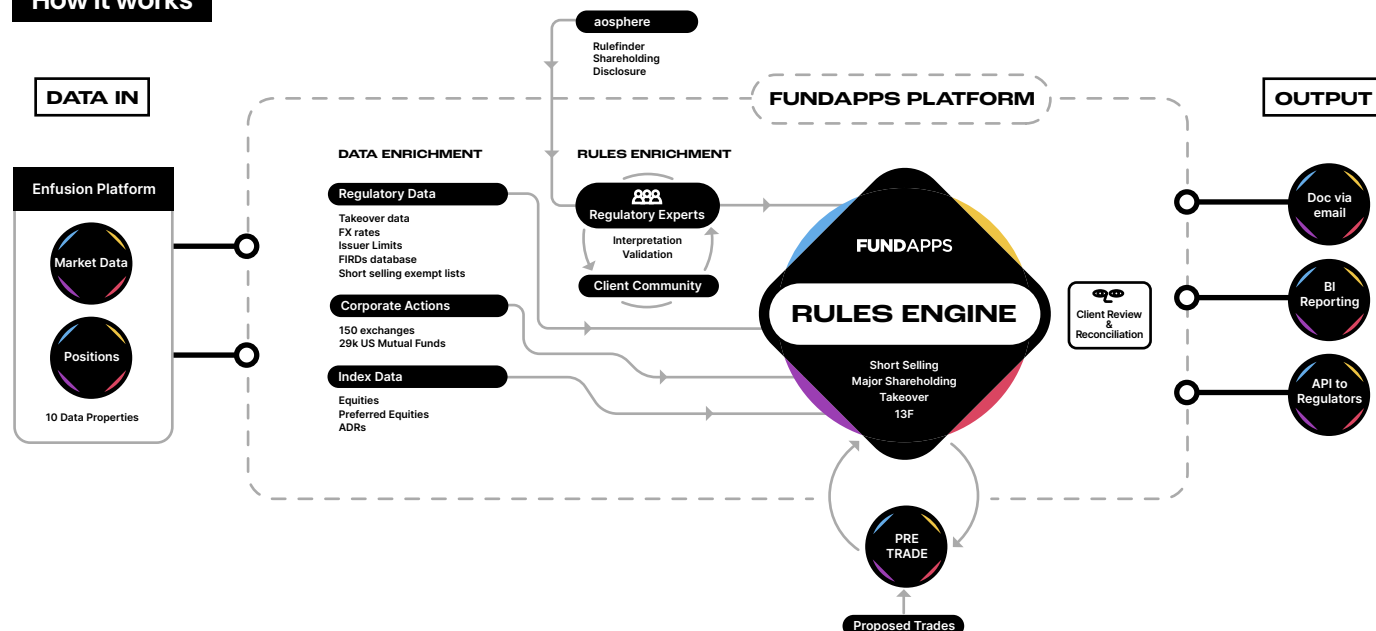 How it works
aosphere
Rulefinder
Shareholding
Disclosure
DATA IN
FUNDAPPS PLATFORM
OUTPUT
Enfusion Platform
Market Data
Positions
10 Data Properties
DATA ENRICHMENT
Regulatory Data
Takeover data
FX rates
Issuer Limits
FIRDs database
Short selling exempt lists
Corporate Actions
150 exchanges
29k US Mutual Funds
Index Data
Equities
Preferred Equities
ADRs
RULES ENRICHMENT
Regulatory Experts
Interpretation
Validation
Client Community
FUNDAPPS
RULES ENGINE
Short Selling
Major Shareholding
Takeover
13F
Client Review
&
Reconciliation
Doc via
email
BI
Reporting
API to
Regulators
PRE
TRADE
Proposed Trades